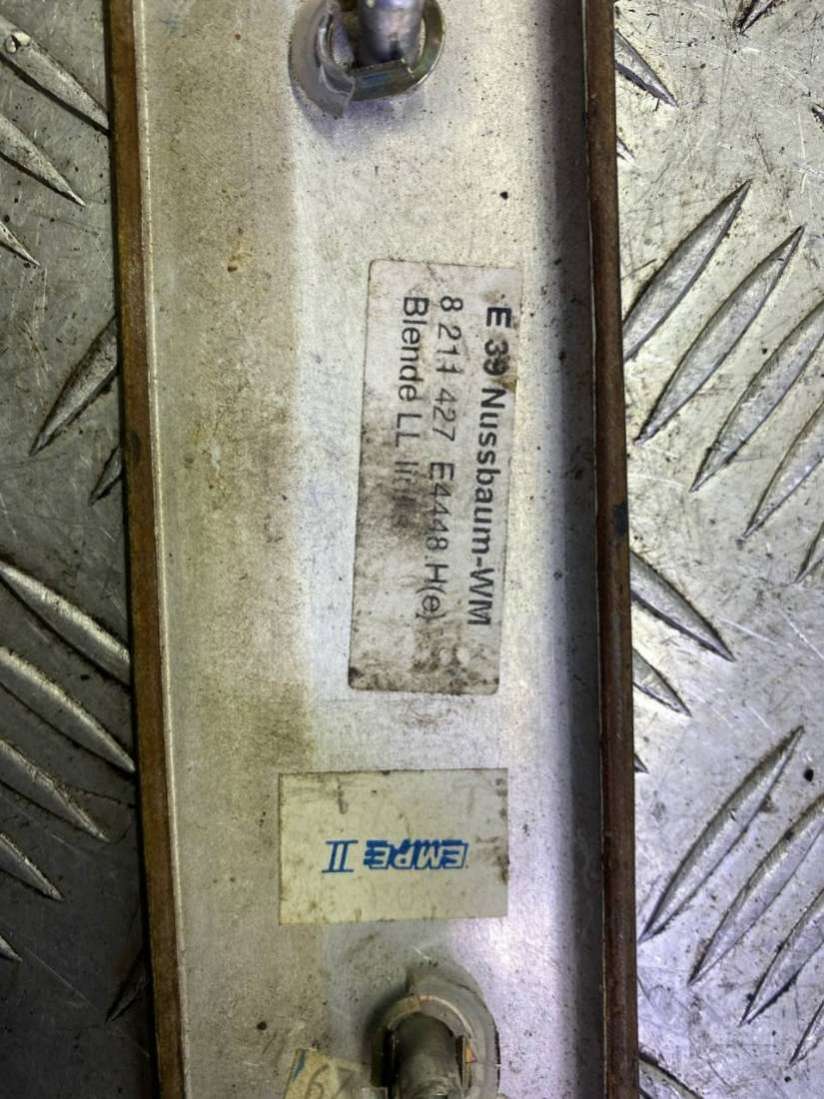 E 39 Nussbaum-WM
8 211 427 E4448 H(e)
Blende LL
EMPE II